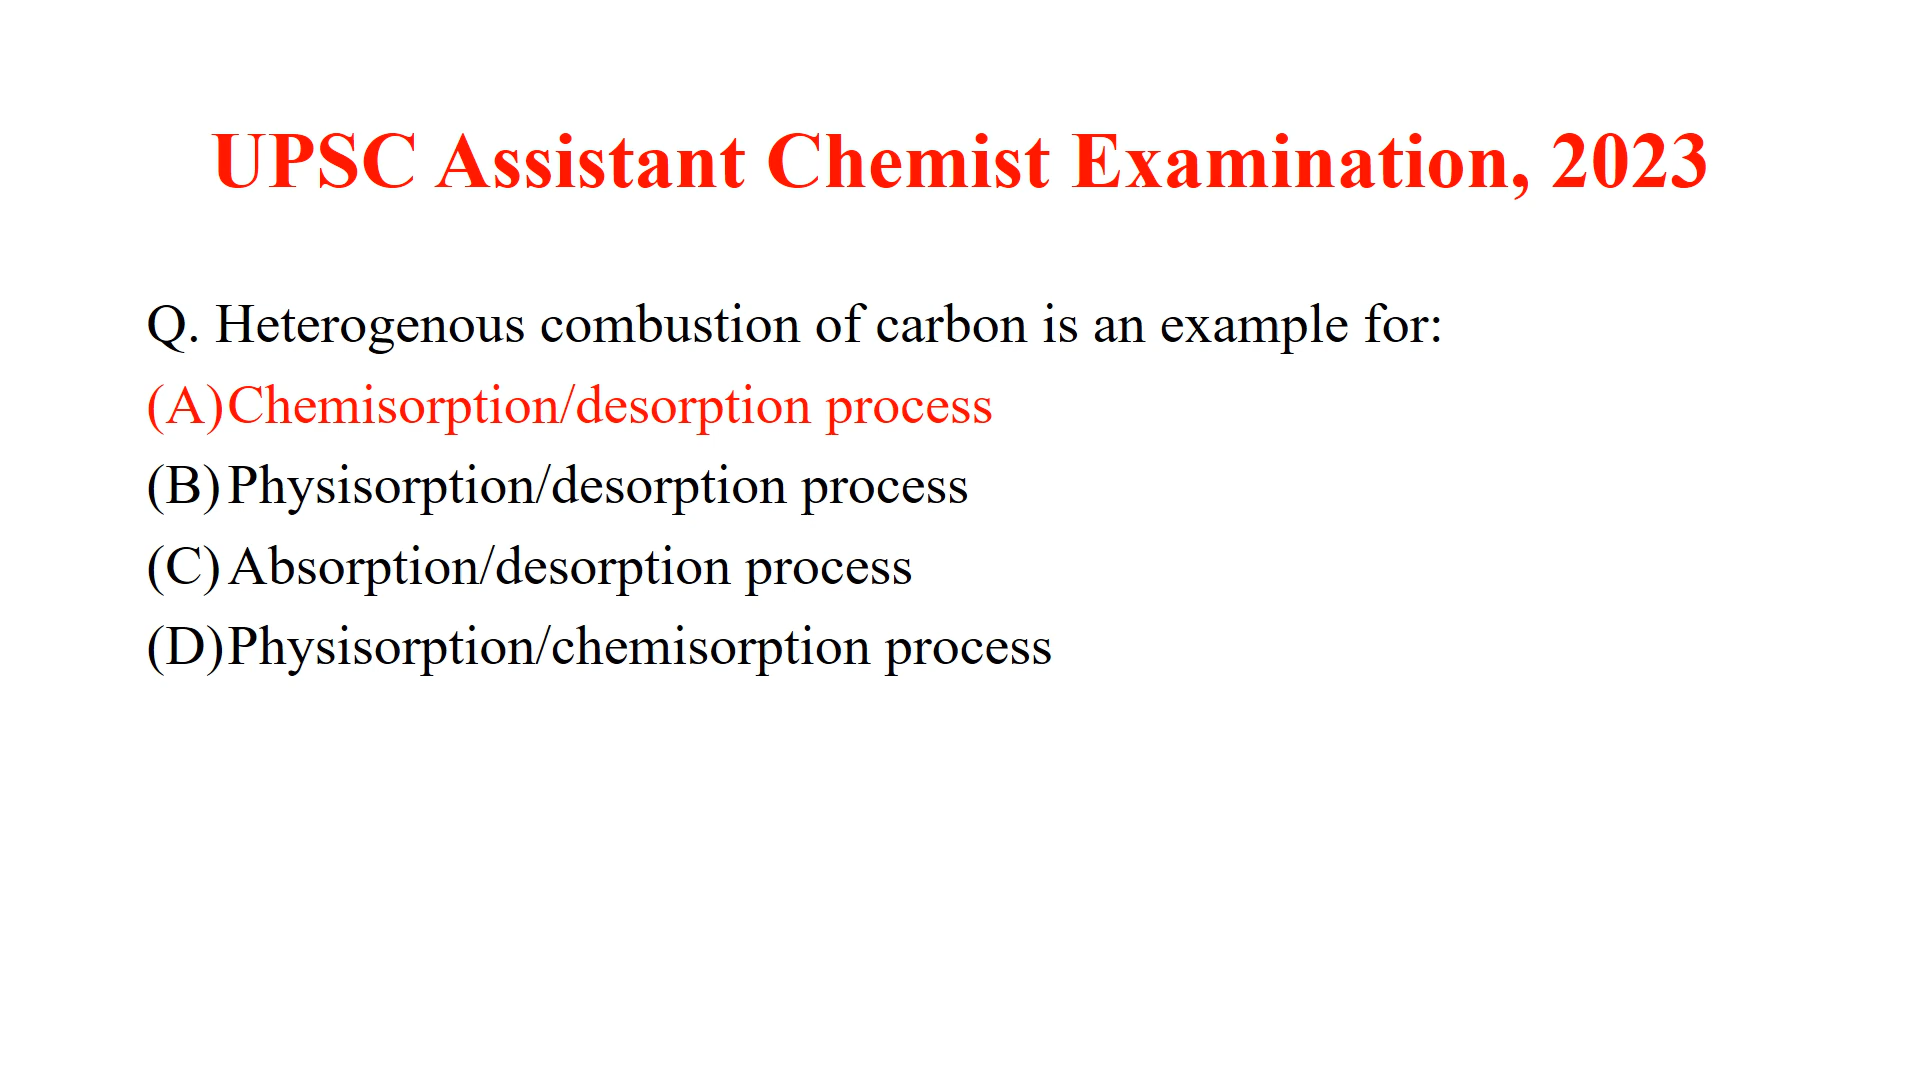 UPSC Assistant Chemist Examination, 2023
Q. Heterogenous combustion of carbon is an example for:
(A) Chemisorption/desorption process
(B) Physisorption/desorption process
(C) Absorption/desorption process
(D) Physisorption/chemisorption process